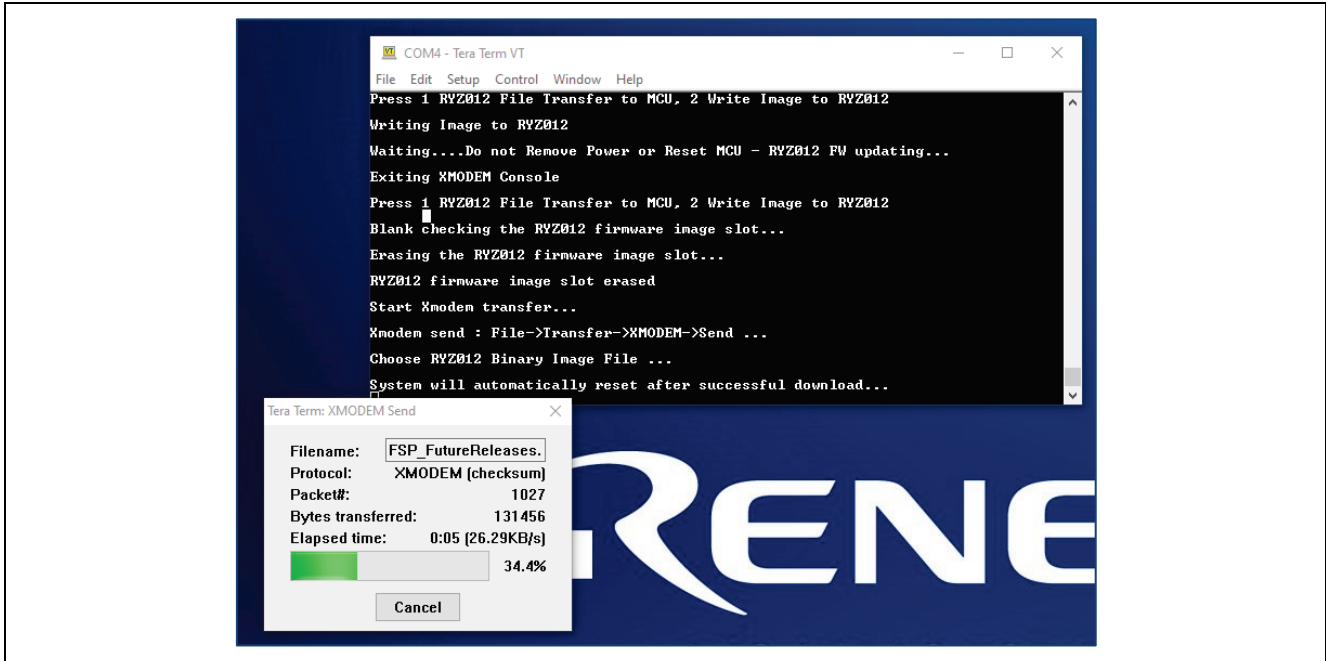 COM4 - Tera Term VT
File Edit Setup Control Window Help
Press 1 RYZ012 File Transfer to MCU, 2 Write Image to RYZ012
Writing Image to RYZ012
Waiting....Do not Remove Power or Reset MCU - RYZ012 FW updating...
Exiting XMODEM Console
Press 1 RYZ012 File Transfer to MCU, 2 Write Image to RYZ012
Blank checking the RYZ012 firmware image slot...
Erasing the RYZ012 firmware image slot...
RYZ012 firmware image slot erased
Start Xmodem transfer...
Xmodem send : File->Transfer->XMODEM->Send ...
Choose RYZ012 Binary Image File ...
System will automatically reset after successful download...
Tera Term: XMODEM Send
Filename: FSP_FutureReleases.
Protocol: XMODEM (checksum)
Packet#: 1027
Bytes transferred: 131456
Elapsed time: 0:05 (26.29KB/s)
34.4%
Cancel
RENE